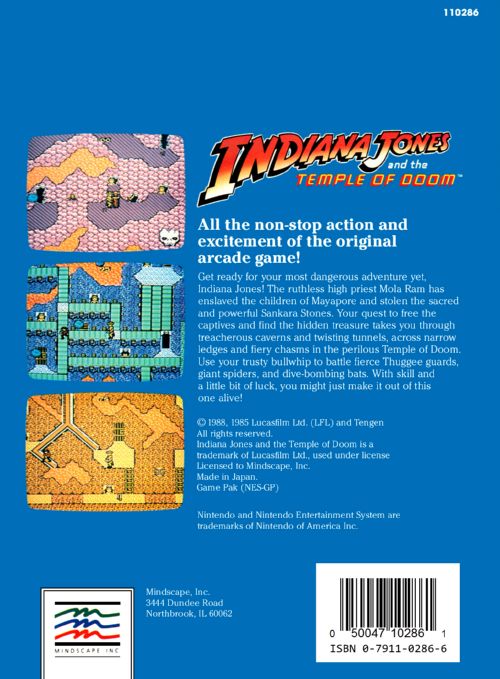 110286
INDIANA JONES
and the
TEMPLE OF DOOM™
All the non-stop action and
excitement of the original
arcade game!
Get ready for your most dangerous adventure yet,
Indiana Jones! The ruthless high priest Mola Ram has
enslaved the children of Mayapore and stolen the sacred
and powerful Sankara Stones. Your quest to free the
captives and find the hidden treasure takes you through
treacherous caverns and twisting tunnels, across narrow
ledges and fiery chasms in the perilous Temple of Doom.
Use your trusty bullwhip to battle fierce Thuggee guards,
giant spiders, and dive-bombing bats. With skill and
a little bit of luck, you might just make it out of this
one alive!
© 1988, 1985 Lucasfilm Ltd. (LFL) and Tengen
All rights reserved.
Indiana Jones and the Temple of Doom is a
trademark of Lucasfilm Ltd., used under license
Licensed to Mindscape, Inc.
Made in Japan.
Game Pak (NES-GP)
Nintendo and Nintendo Entertainment System are
trademarks of Nintendo of America Inc.
Mindscape, Inc.
3444 Dundee Road
Northbrook, IL 60062
MINDSCAPE INC
0 50047 10286 1
ISBN 0-7911-0286-6